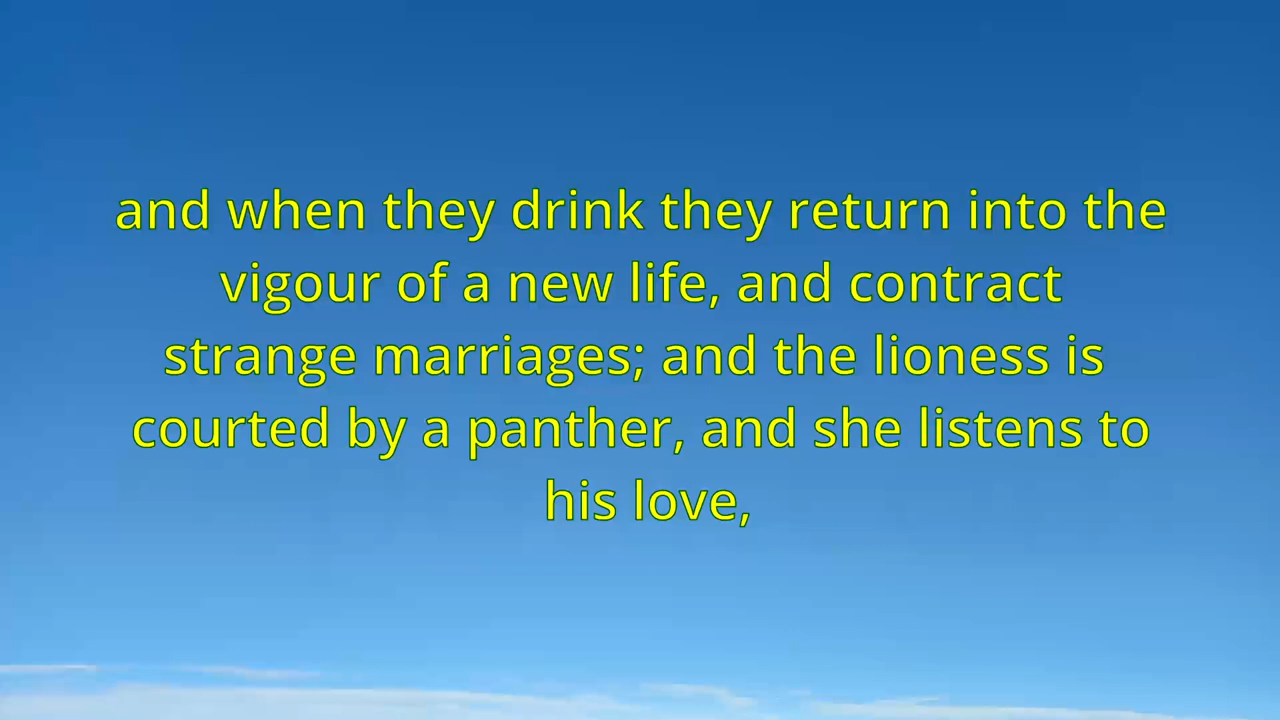 and when they drink they return into the
vigour of a new life, and contract
strange marriages; and the lioness is
courted by a panther, and she listens to
his love,